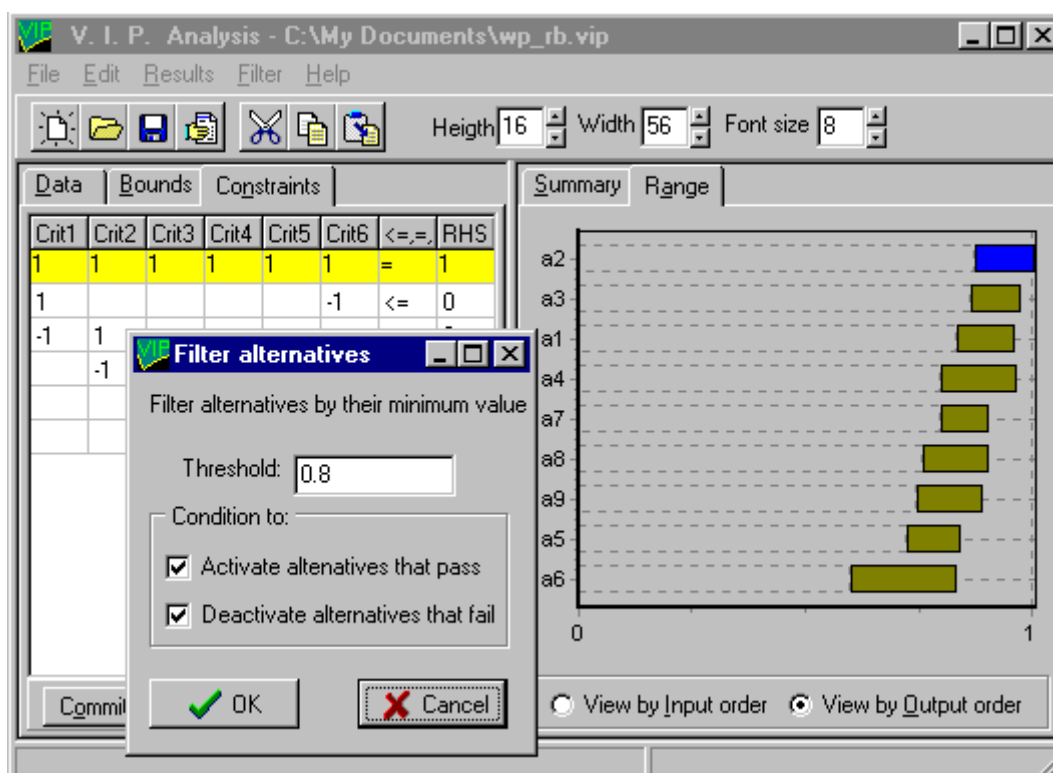 VIP V. I. P. Analysis - C:\My Documents\wp_rb.vip
File Edit Results Filter Help
Heigth 16 Width 56 Font size 8
Data Bounds Constraints
Crit1 Crit2 Crit3 Crit4 Crit5 Crit6 <=,=, RHS
1 1 1 1 1 1 = 1
1 -1 <= 0
-1 1
-1
Commit
VIP Filter alternatives
Filter alternatives by their minimum value
Threshold: 0.8
Condition to:
Activate altenatives that pass
Deactivate alternatives that fail
OK Cancel
Summary Range
a2
a3
a1
a4
a7
a8
a9
a5
a6
0 1
View by Input order View by Output order